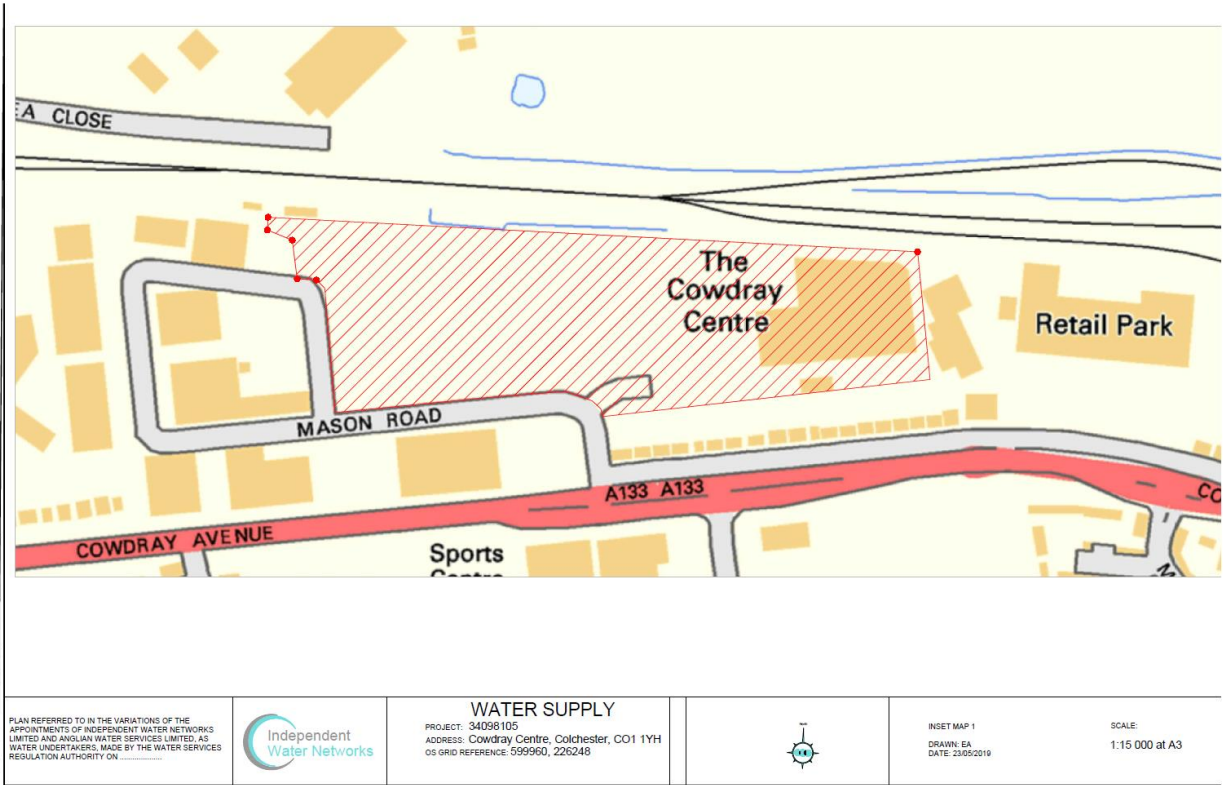 EA CLOSE
The
Cowdray
Centre
Retail Park
MASON ROAD
A133 A133
CO
COWDRAY AVENUE
Sports
Centre
M
PLAN REFERRED TO IN THE VARIATIONS OF THE
APPOINTMENTS OF INDEPENDENT WATER NETWORKS
LIMITED AND ANGLIAN WATER SERVICES LIMITED, AS
WATER UNDERTAKERS, MADE BY THE WATER SERVICES
REGULATION AUTHORITY ON ....................
Independent
Water Networks
WATER SUPPLY
PROJECT: 34098105
ADDRESS: Cowdray Centre, Colchester, CO1 1YH
OS GRID REFERENCE: 599960, 226248
INSET MAP 1
DRAWN: EA
DATE: 23/05/2019
SCALE:
1:15 000 at A3